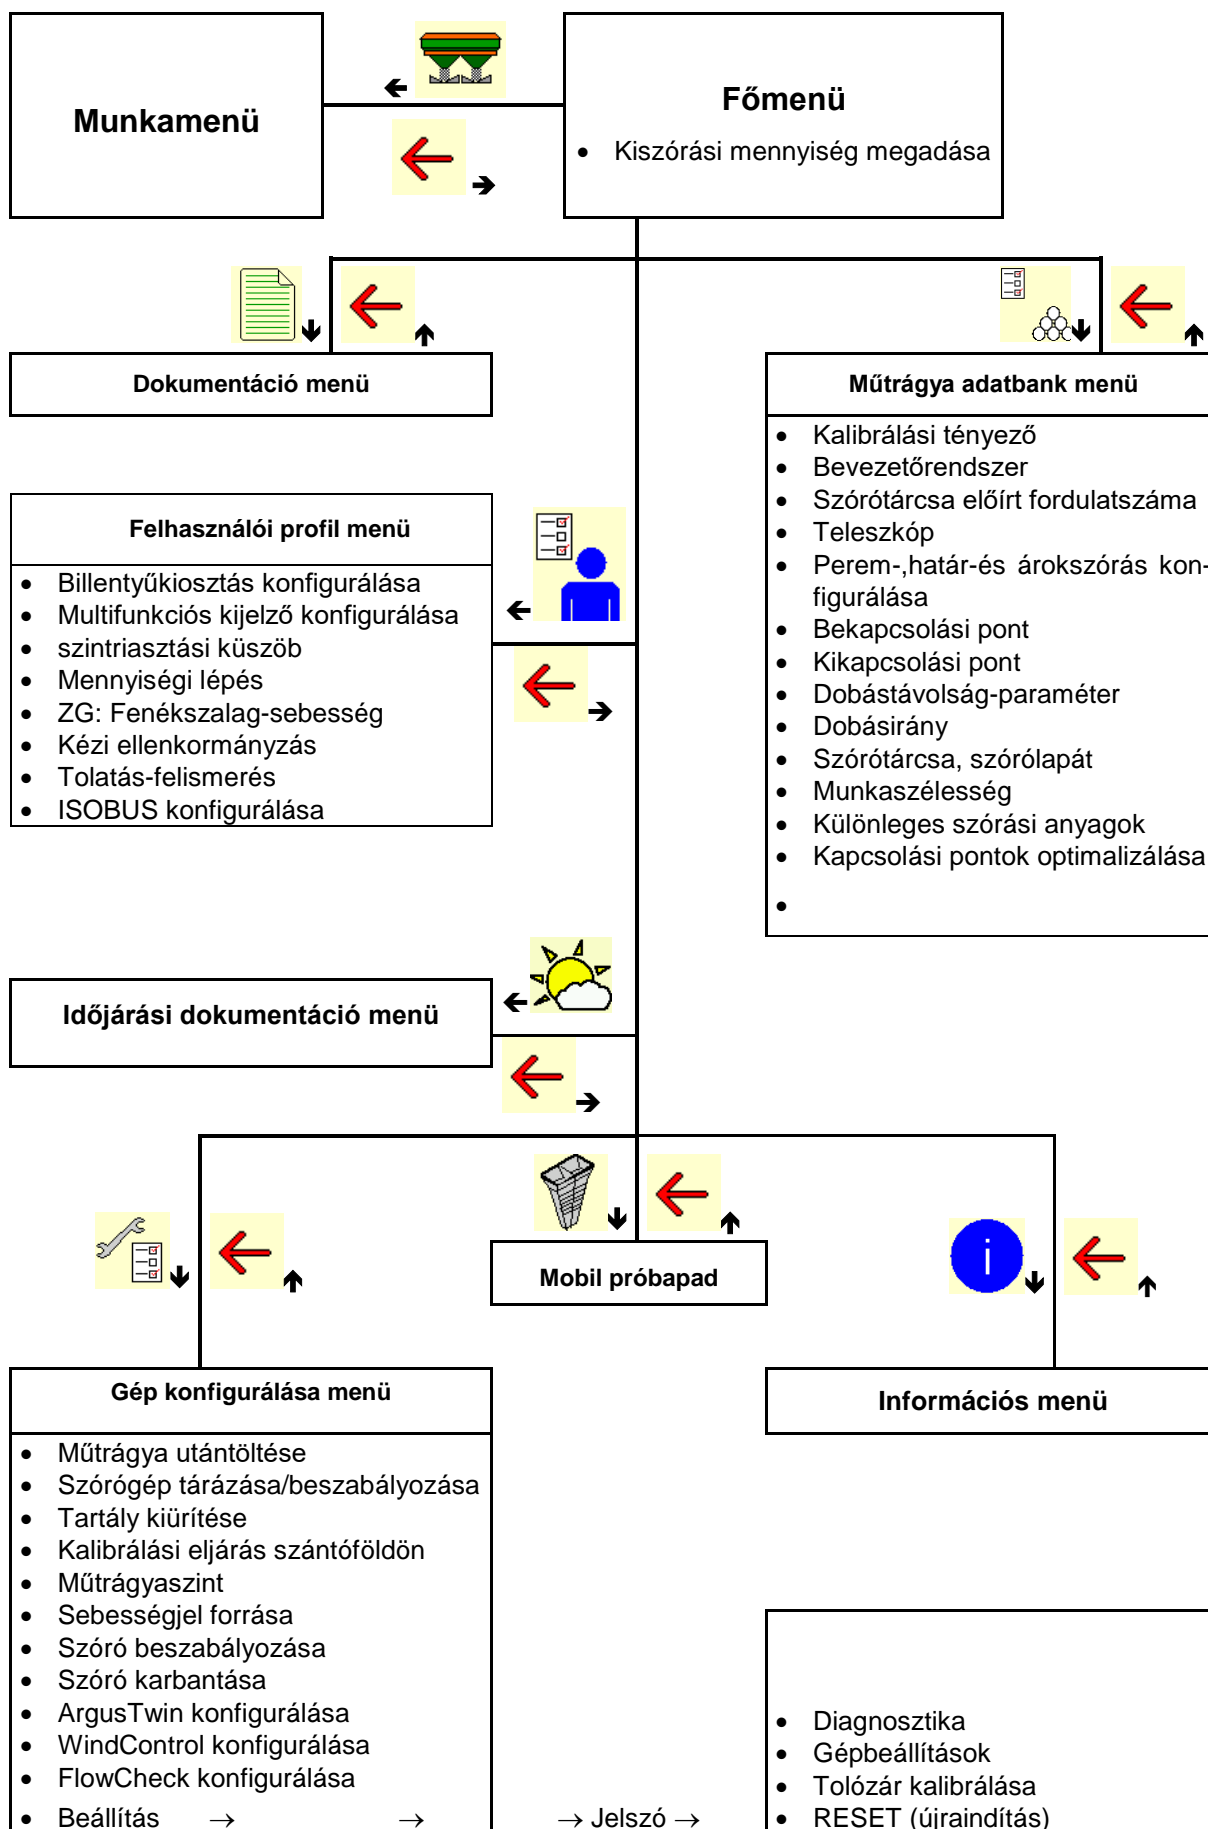 Munkamenü
Főmenü
• Kiszórási mennyiség megadása
Dokumentáció menü
Műtrágya adatbank menü
• Kalibrálási tényező
• Bevezetőrendszer
• Szórótárcsa előírt fordulatszáma
• Teleszkóp
• Perem-,határ-és árokszórás kon-
figurálása
• Bekapcsolási pont
• Kikapcsolási pont
• Dobástávolság-paraméter
• Dobásirány
• Szórótárcsa, szórólapát
• Munkaszélesség
• Különleges szórási anyagok
• Kapcsolási pontok optimalizálása
•
Felhasználói profil menü
• Billentyűkiosztás konfigurálása
• Multifunkciós kijelző konfigurálása
• szintriasztási küszöb
• Mennyiségi lépés
• ZG: Fenékszalag-sebesség
• Kézi ellenkormányzás
• Tolatás-felismerés
• ISOBUS konfigurálása
Időjárási dokumentáció menü
Mobil próbapad
i
Gép konfigurálása menü
• Műtrágya utántöltése
• Szórógép tárázása/beszabályozása
• Tartály kiürítése
• Kalibrálási eljárás szántóföldön
• Műtrágyaszint
• Sebességjel forrása
• Szóró beszabályozása
• Szóró karbantása
• ArgusTwin konfigurálása
• WindControl konfigurálása
• FlowCheck konfigurálása
• Beállítás → → → Jelszó →
Információs menü
• Diagnosztika
• Gépbeállítások
• Tolózár kalibrálása
• RESET (újraindítás)